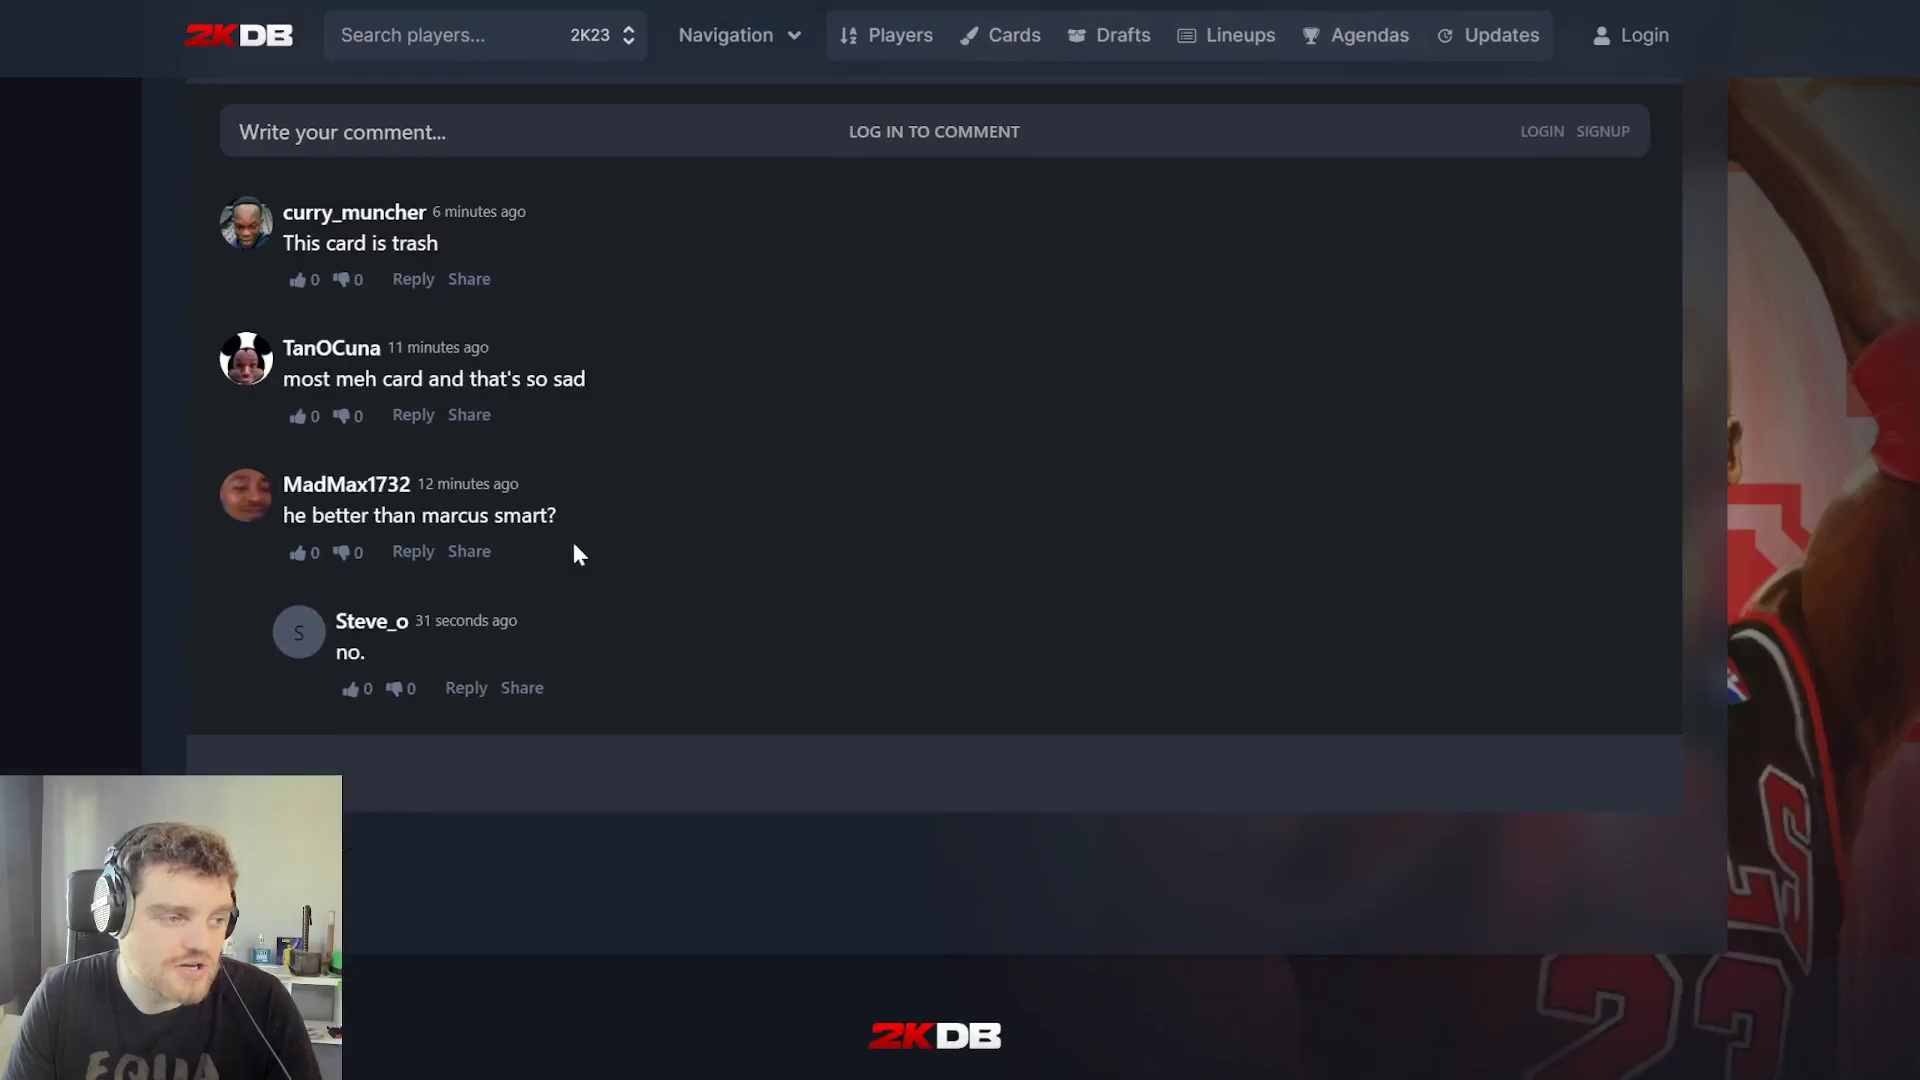 2KDB
Search players...
2K23
Navigation
Players
Cards
Drafts
Lineups
Agendas
Updates
Login
Write your comment...
LOG IN TO COMMENT
LOGIN
SIGNUP
curry_muncher 6 minutes ago
This card is trash
0 0 Reply Share
TanOCuna 11 minutes ago
most meh card and that's so sad
0 0 Reply Share
MadMax1732 12 minutes ago
he better than marcus smart?
0 0 Reply Share
S
Steve_o 31 seconds ago
no.
0 0 Reply Share
EQUA
23
2KDB